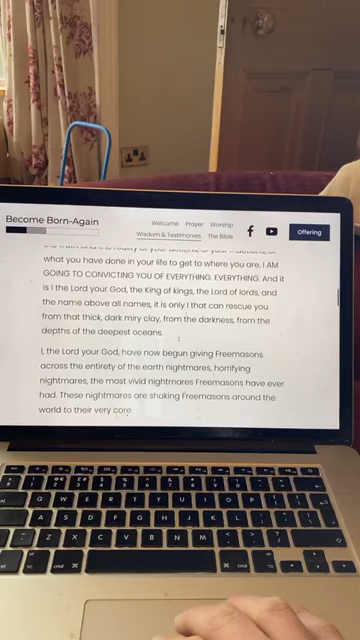 Become Born-Again
Welcome Prayer Worship
Wisdom & Testimonies The Bible
Offering
what you have done in your life to get to where you are, I AM
GOING TO CONVICTING YOU OF EVERYTHING. EVERYTHING. And it
is I the Lord your God, the King of kings, the Lord of lords, and
the name above all names, it is only I that can rescue you
from that thick, dark miry clay, from the darkness, from the
depths of the deepest oceans.
I, the Lord your God, have now begun giving Freemasons
across the entirety of the earth nightmares, horrifying
nightmares, the most vivid nightmares Freemasons have ever
had. These nightmares are shaking Freemasons around the
world to their very core.
Q W E R T Y U I O P
A S D F G H J K L
Z X C V B N M
cmd cmd